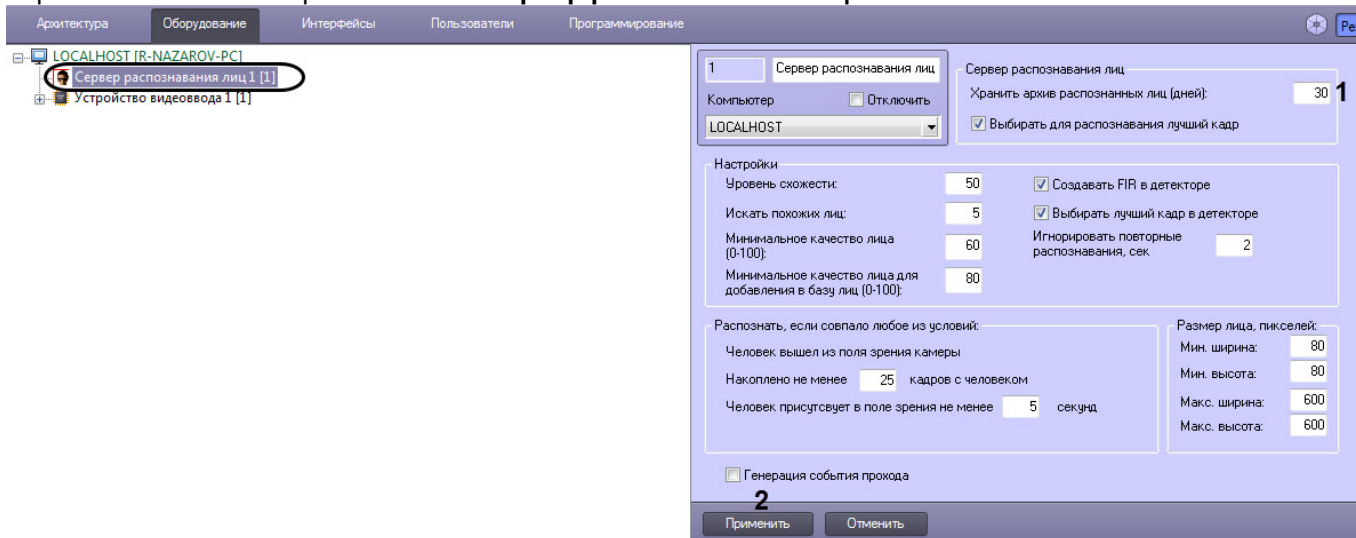 Архитектура Оборудование Интерфейсы Пользователи Программирование Ре
LOCALHOST [R-NAZAROV-PC]
Сервер распознавания лиц 1 [1]
Устройство видеоввода 1 [1]
1 Сервер распознавания лиц
Компьютер Отключить
LOCALHOST
Сервер распознавания лиц
Хранить архив распознанных лиц (дней): 30 1
Выбирать для распознавания лучший кадр
Настройки
Уровень схожести: 50 Создавать FIR в детекторе
Искать похожих лиц: 5 Выбирать лучший кадр в детекторе
Минимальное качество лица
(0-100): 60
Игнорировать повторные
распознавания, сек 2
Минимальное качество лица для
добавления в базу лиц (0-100): 80
Распознать, если совпало любое из условий:
Человек вышел из поля зрения камеры
Накоплено не менее 25 кадров с человеком
Человек присутсвует в поле зрения не менее 5 секунд
Размер лица, пикселей:
Мин. ширина: 80
Мин. высота: 80
Макс. ширина: 600
Макс. высота: 600
Генерация события прохода
2
Применить Отменить